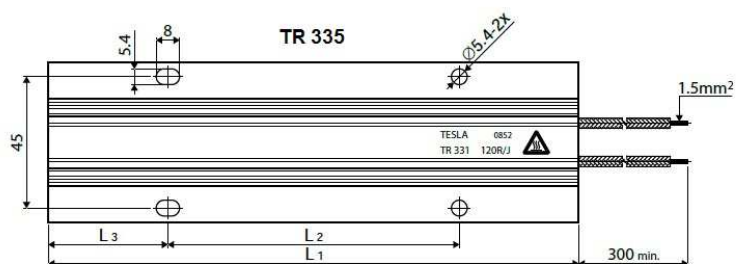 TR 335
8
5.4
Ø5.4-2x
1.5mm²
45
TESLA 0852
TR 331 120R/J
L3
L2
L1
300 min.